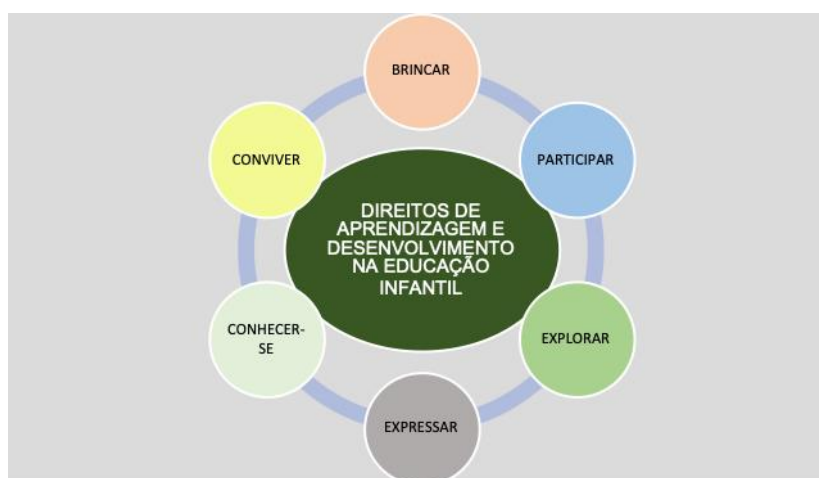 BRINCAR
CONVIVER
PARTICIPAR
DIREITOS DE
APRENDIZAGEM E
DESENVOLVIMENTO
NA EDUCAÇÃO
INFANTIL
CONHECER-
SE
EXPLORAR
EXPRESSAR